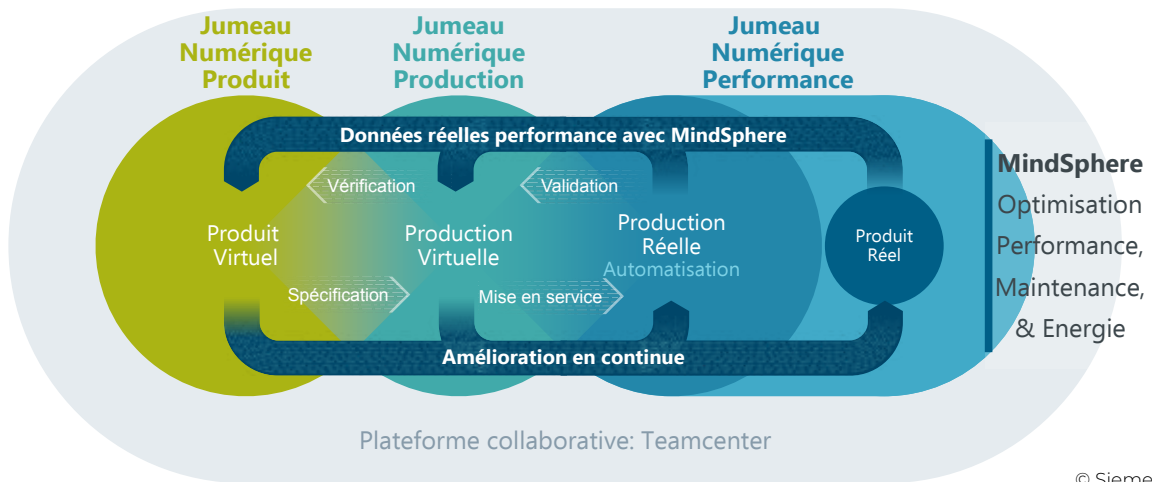 Jumeau
Numérique
Produit
Jumeau
Numérique
Production
Jumeau
Numérique
Performance
Données réelles performance avec MindSphere
Vérification
Validation
Produit
Virtuel
Production
Virtuelle
Production
Réelle
Automatisation
Produit
Réel
Spécification
Mise en service
Amélioration en continue
MindSphere
Optimisation
Performance,
Maintenance,
& Energie
Plateforme collaborative: Teamcenter
© Sieme